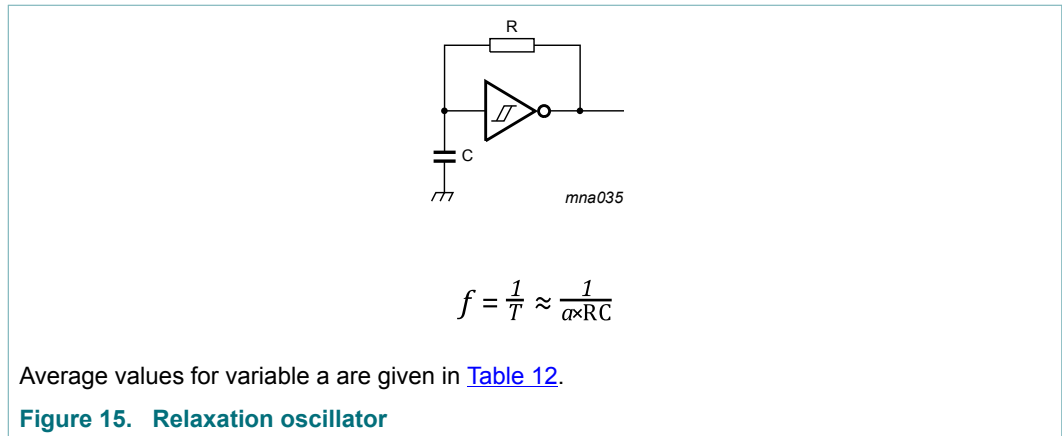 R
C
mna035
f = 1/T ≈ 1/a×RC
Average values for variable a are given in Table 12.
Figure 15. Relaxation oscillator